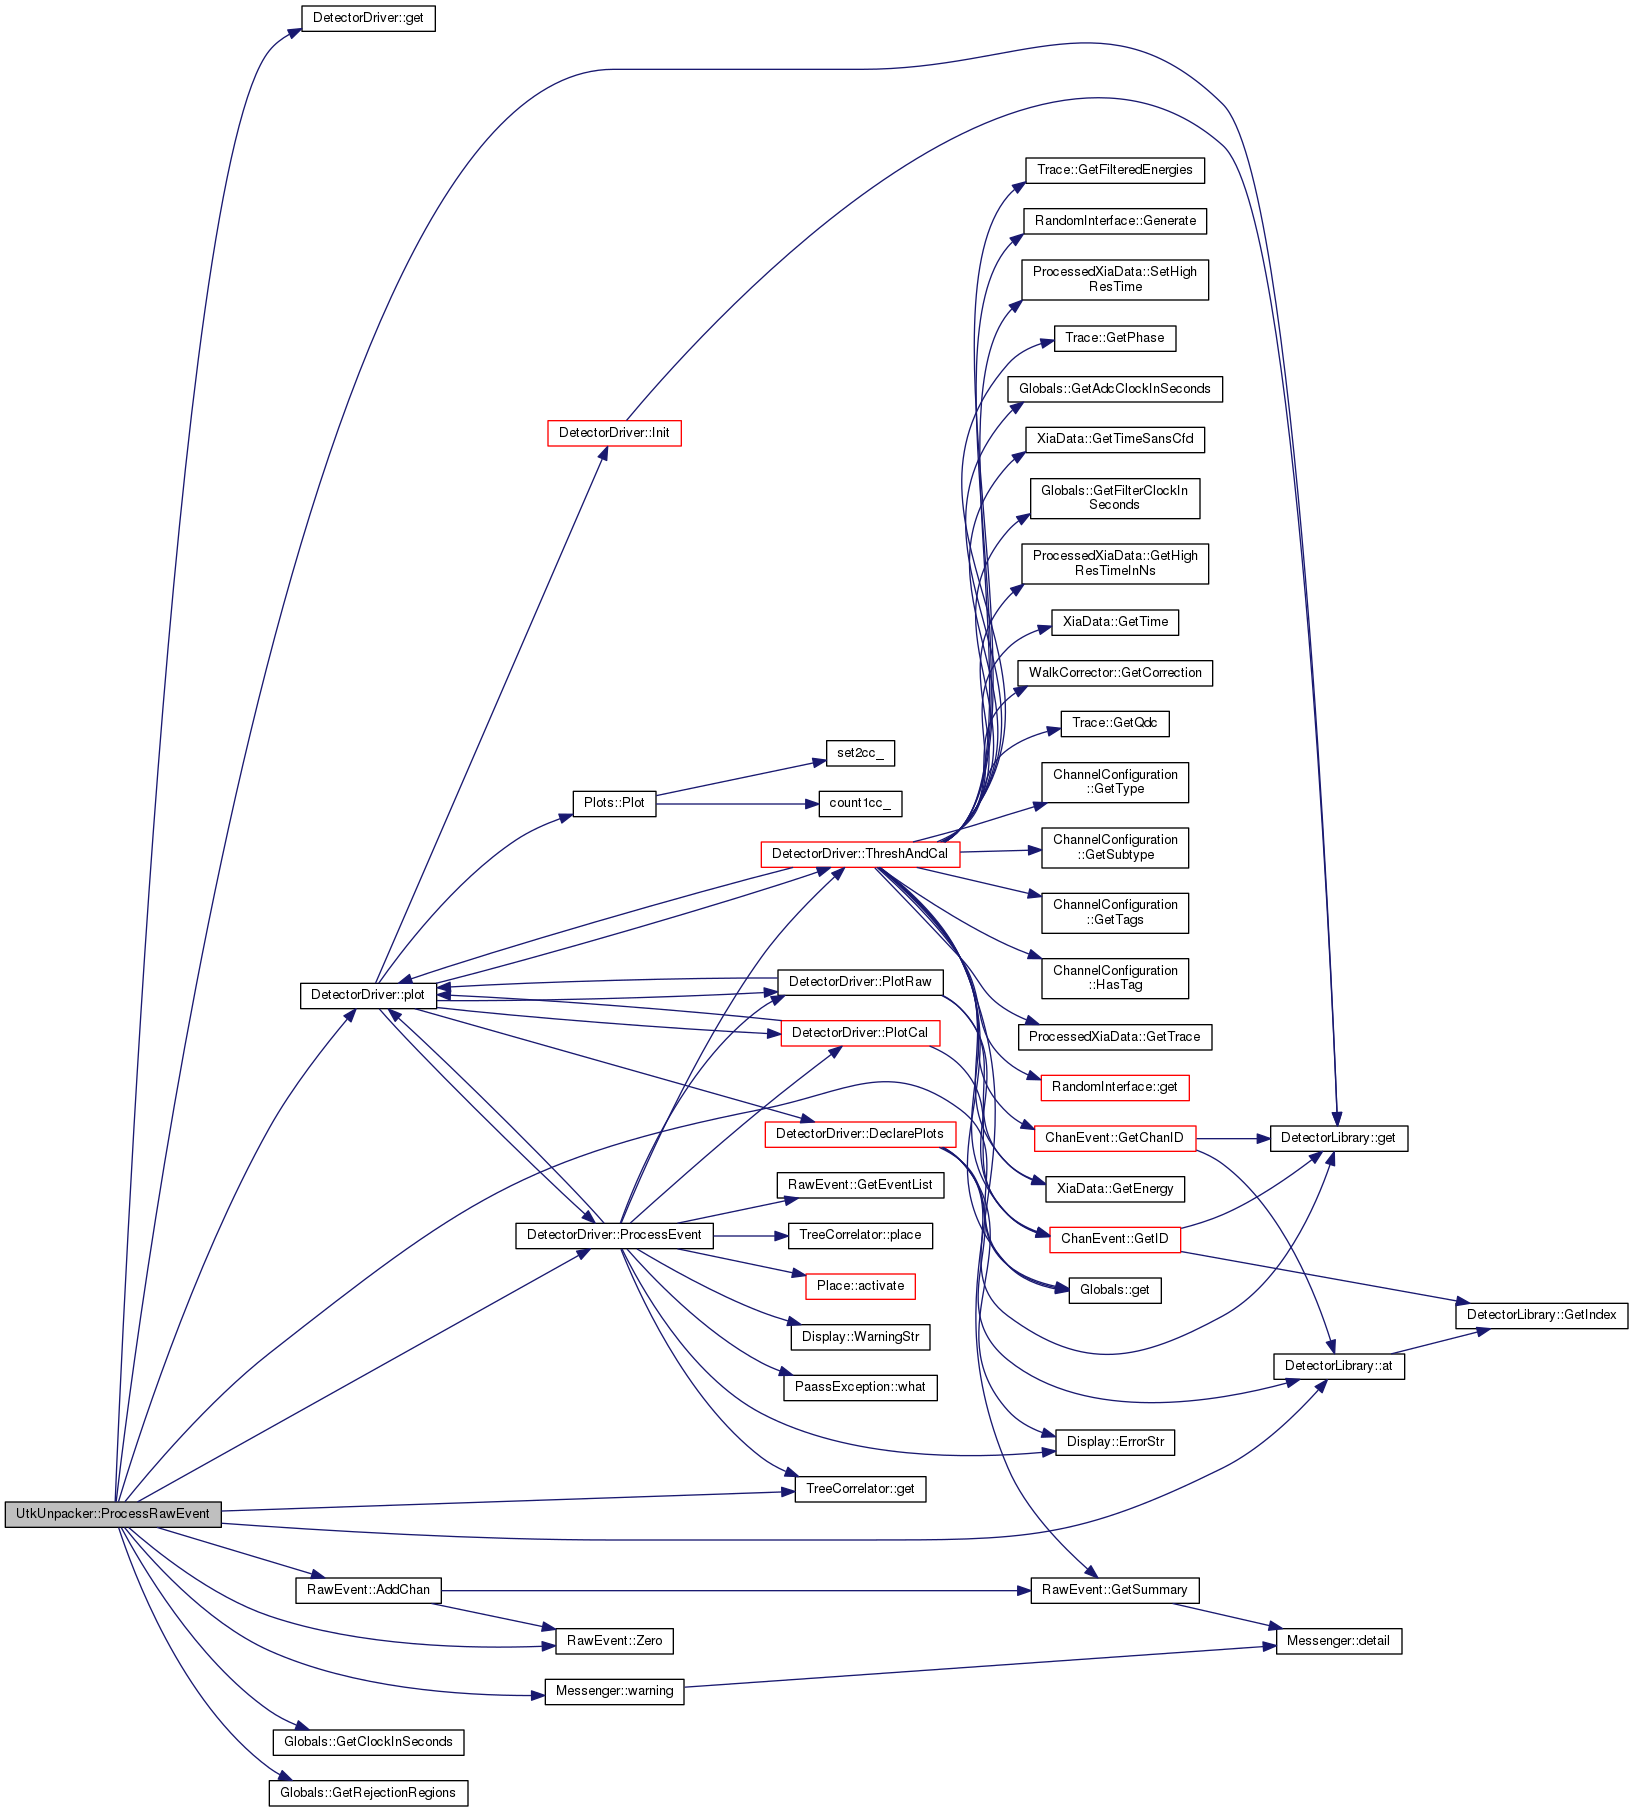 DetectorDriver::get
Trace::GetFilteredEnergies
RandomInterface::Generate
ProcessedXiaData::SetHigh
ResTime
Trace::GetPhase
Globals::GetAdcClockInSeconds
DetectorDriver::Init
XiaData::GetTimeSansCfd
Globals::GetFilterClockIn
Seconds
ProcessedXiaData::GetHigh
ResTimeInNs
XiaData::GetTime
WalkCorrector::GetCorrection
Trace::GetQdc
set2cc_
ChannelConfiguration
::GetType
Plots::Plot
count1cc_
DetectorDriver::ThreshAndCal
ChannelConfiguration
::GetSubtype
ChannelConfiguration
::GetTags
ChannelConfiguration
::HasTag
DetectorDriver::PlotRaw
DetectorDriver::plot
DetectorDriver::PlotCal
ProcessedXiaData::GetTrace
RandomInterface::get
DetectorDriver::DeclarePlots
ChanEvent::GetChanID
DetectorLibrary::get
RawEvent::GetEventList
XiaData::GetEnergy
DetectorDriver::ProcessEvent
TreeCorrelator::place
ChanEvent::GetID
Place::activate
Globals::get
DetectorLibrary::GetIndex
Display::WarningStr
DetectorLibrary::at
PaassException::what
Display::ErrorStr
TreeCorrelator::get
UtkUnpacker::ProcessRawEvent
RawEvent::AddChan
RawEvent::GetSummary
RawEvent::Zero
Messenger::detail
Messenger::warning
Globals::GetClockInSeconds
Globals::GetRejectionRegions